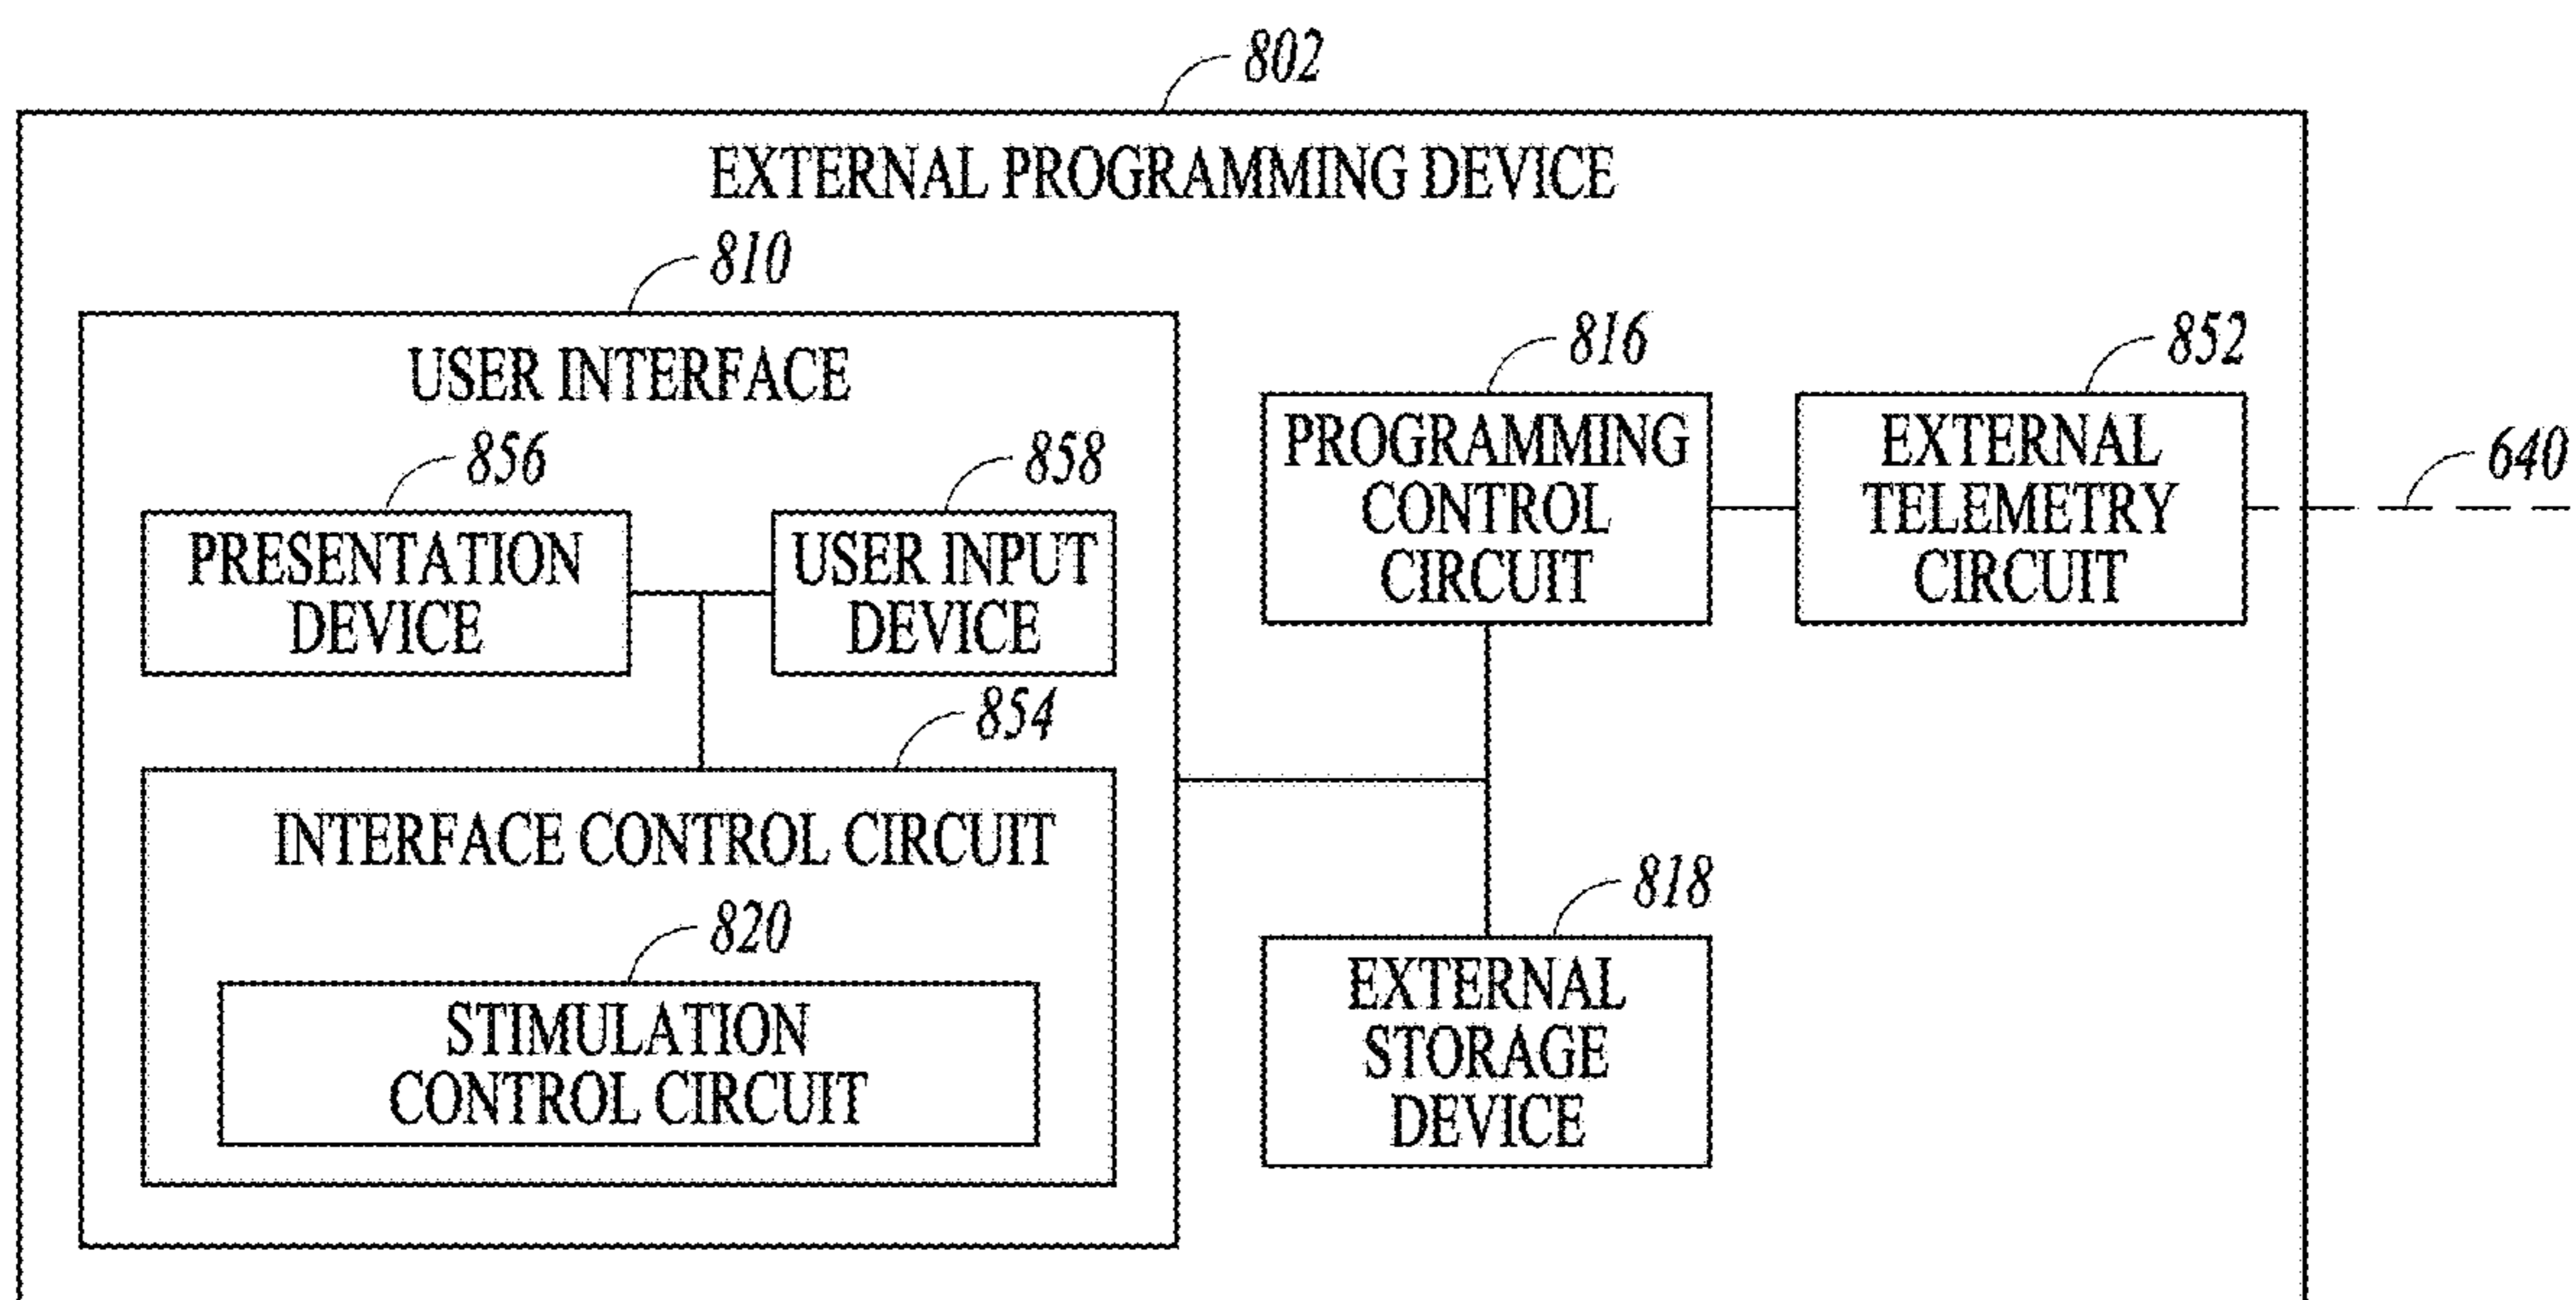 802
EXTERNAL PROGRAMMING DEVICE
810
USER INTERFACE
856
PRESENTATION
DEVICE
858
USER INPUT
DEVICE
854
INTERFACE CONTROL CIRCUIT
820
STIMULATION
CONTROL CIRCUIT
816
PROGRAMMING
CONTROL
CIRCUIT
852
EXTERNAL
TELEMETRY
CIRCUIT
640
818
EXTERNAL
STORAGE
DEVICE